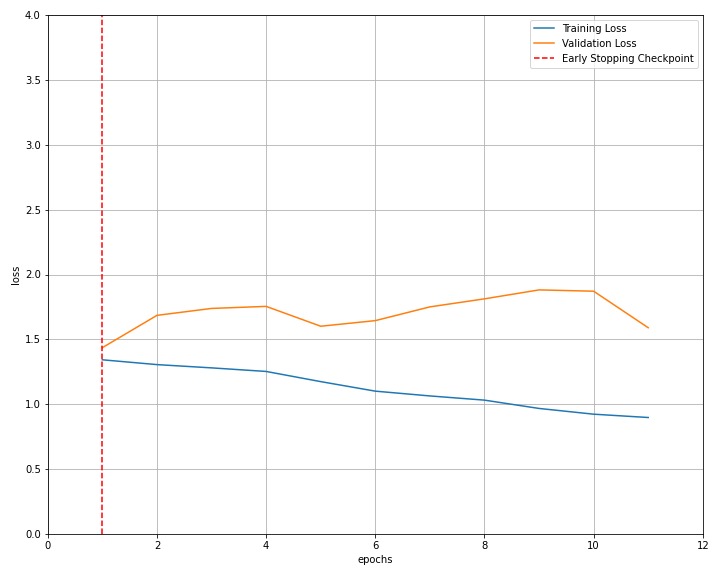 4.0
3.5
3.0
2.5
2.0
1.5
1.0
0.5
0.0
loss
Training Loss
Validation Loss
Early Stopping Checkpoint
0 2 4 6 8 10 12
epochs